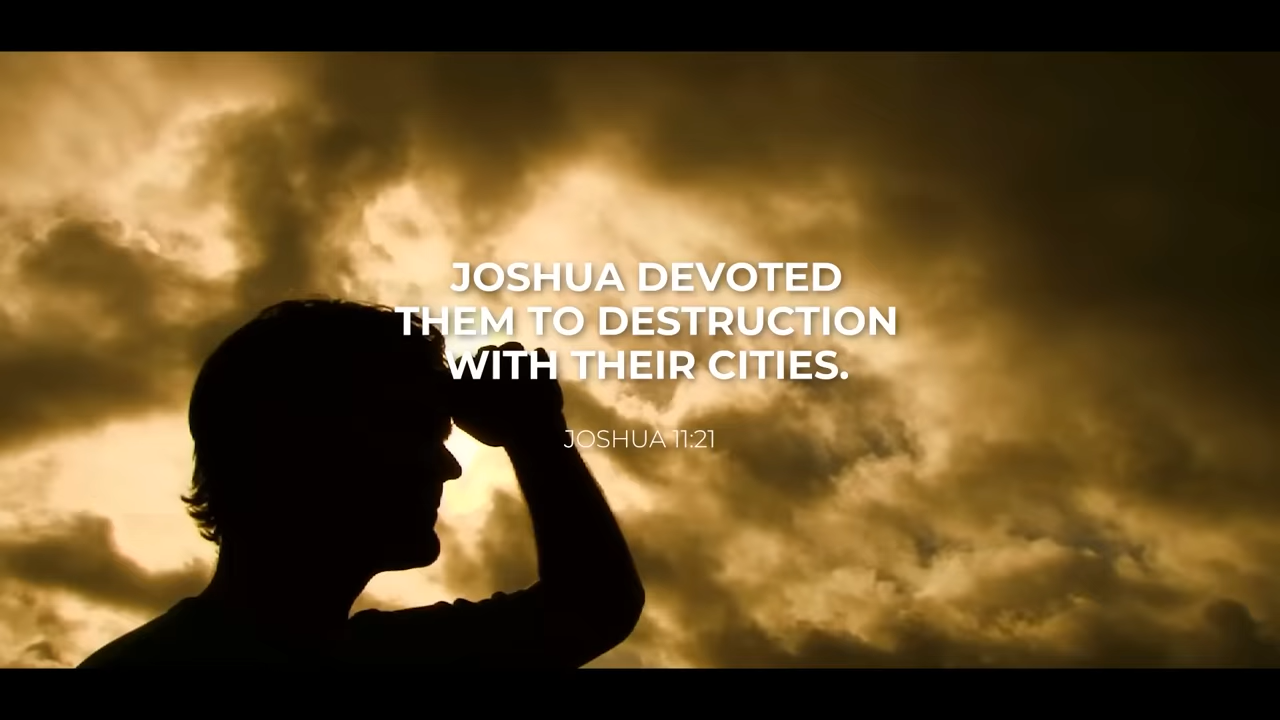 JOSHUA DEVOTED
THEM TO DESTRUCTION
WITH THEIR CITIES.
JOSHUA 11:21